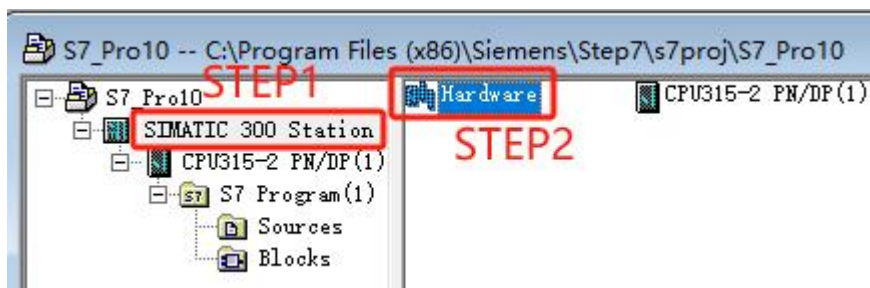 S7_Pro10 -- C:\Program Files (x86)\Siemens\Step7\s7proj\S7_Pro10
S7_Pro10
STEP1
SIMATIC 300 Station
CPU315-2 PN/DP(1)
S7 Program(1)
Sources
Blocks
Hardware
CPU315-2 PN/DP(1)
STEP2